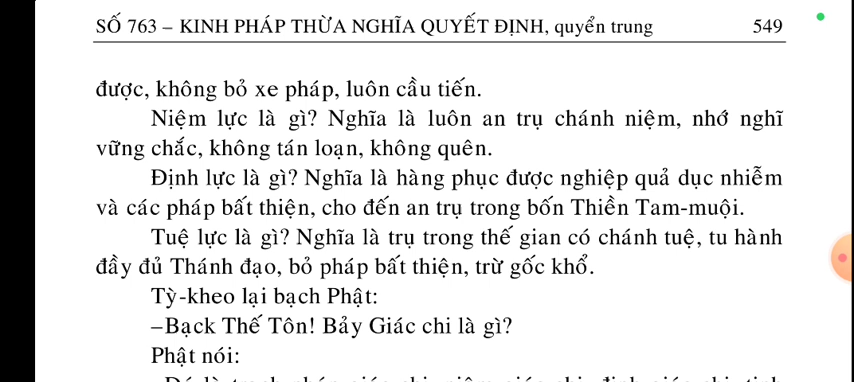 SỐ 763 – KINH PHÁP THỪA NGHĨA QUYẾT ĐỊNH, quyển trung 549
được, không bỏ xe pháp, luôn cầu tiến.
Niệm lực là gì? Nghĩa là luôn an trụ chánh niệm, nhớ nghĩ
vững chắc, không tán loạn, không quên.
Định lực là gì? Nghĩa là hàng phục được nghiệp quả dục nhiễm
và các pháp bất thiện, cho đến an trụ trong bốn Thiền Tam-muội.
Tuệ lực là gì? Nghĩa là trụ trong thế gian có chánh tuệ, tu hành
đầy đủ Thánh đạo, bỏ pháp bất thiện, trừ gốc khổ.
Tỳ-kheo lại bạch Phật:
–Bạck Thế Tôn! Bảy Giác chi là gì?
Phật nói: